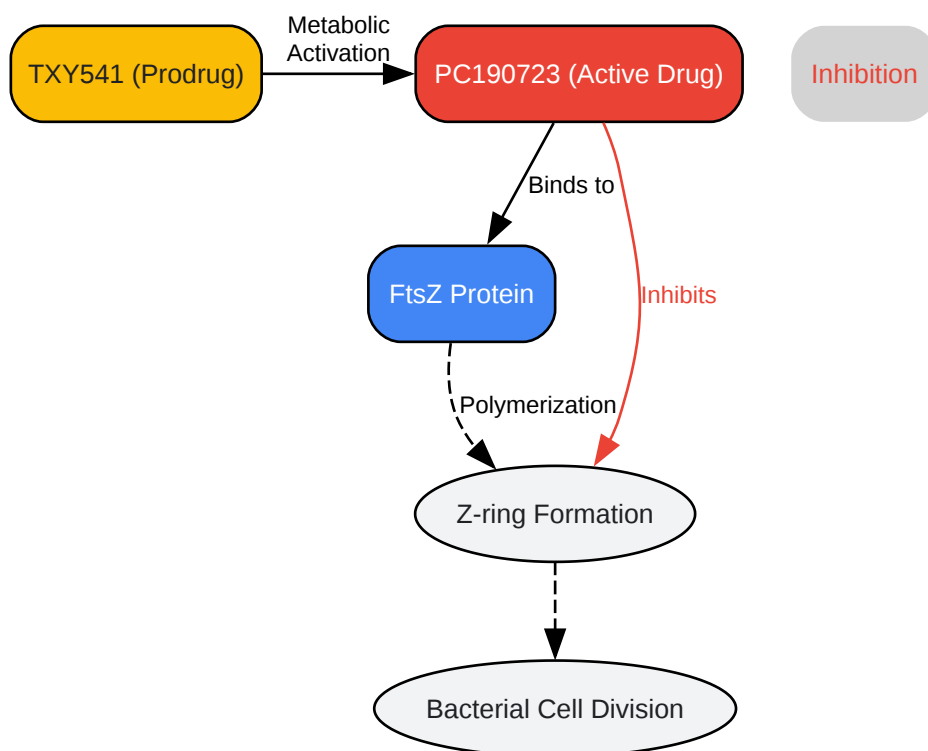 Metabolic
Activation
TXY541 (Prodrug)
PC190723 (Active Drug)
Inhibition
Binds to
FtsZ Protein
Inhibits
Polymerization
Z-ring Formation
Bacterial Cell Division